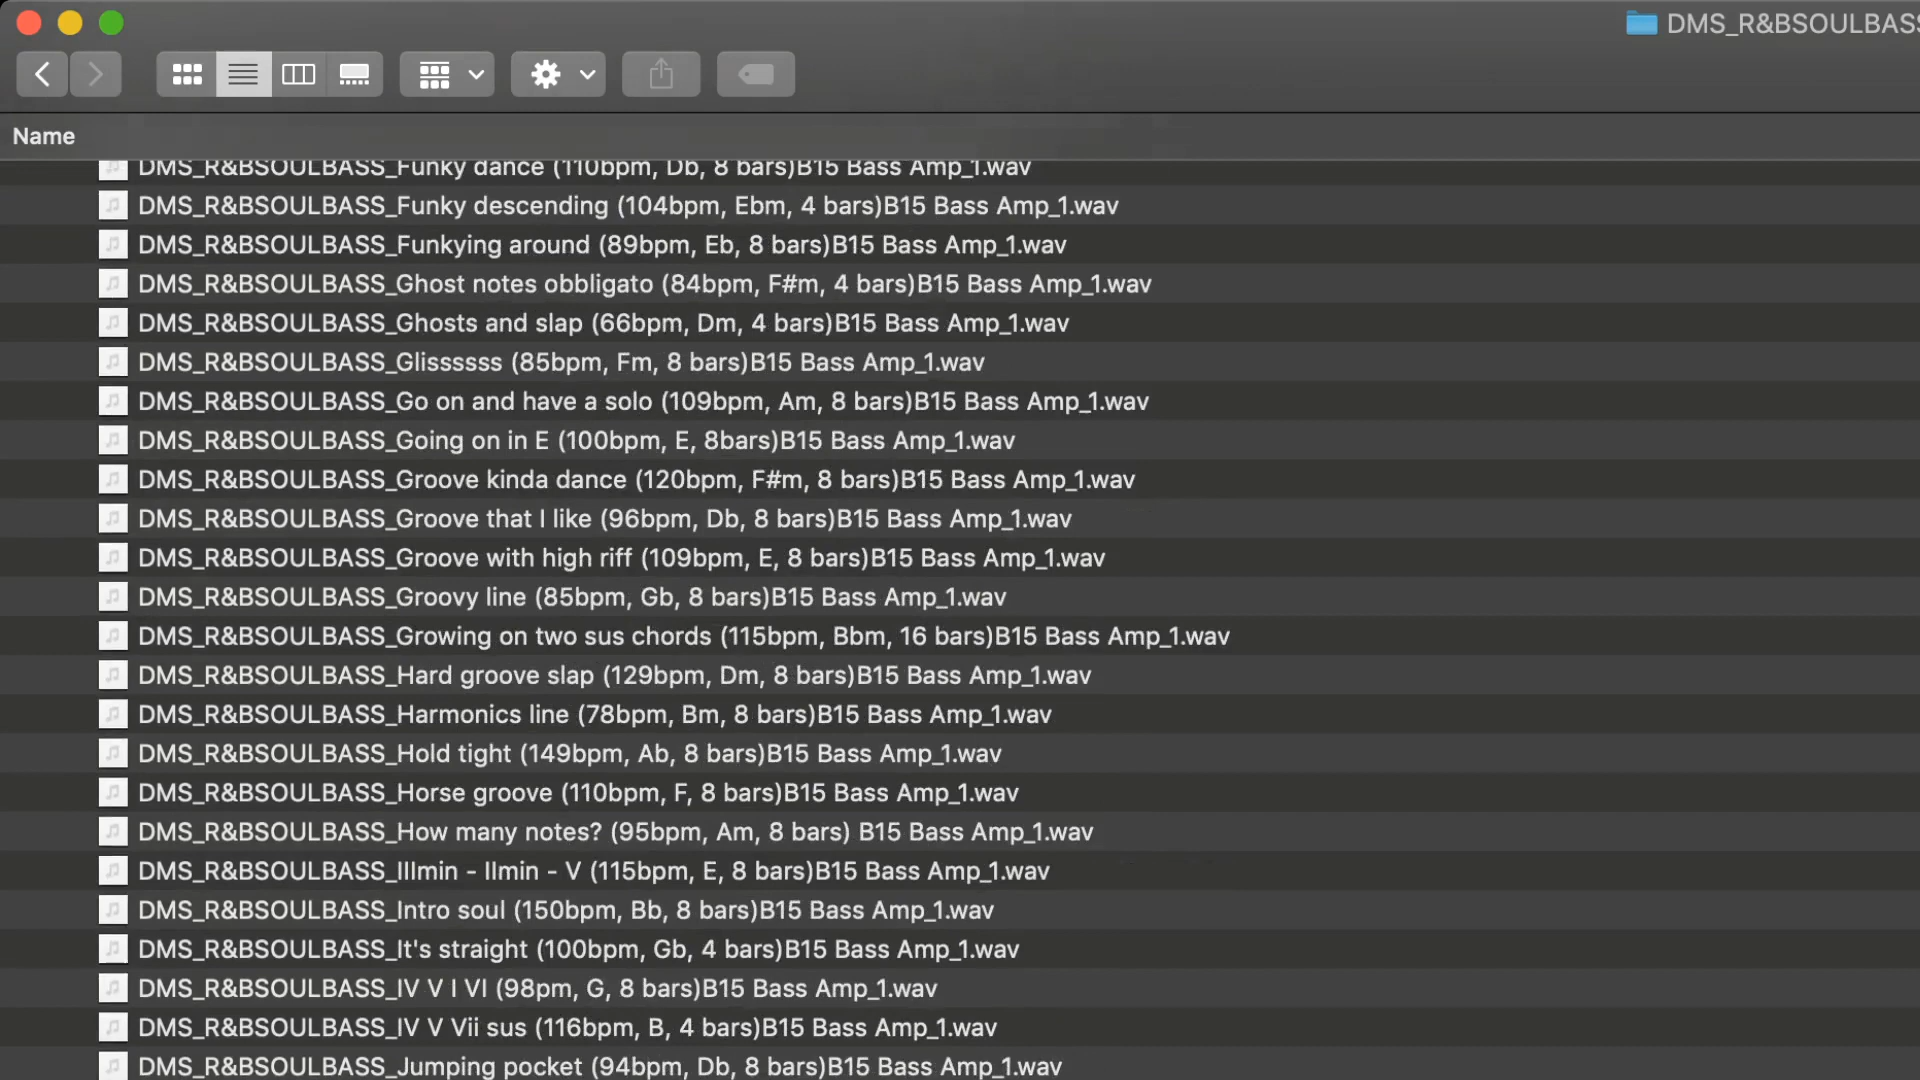 DMS_R&BSOULBAS
Name
DMS_R&BSOULBASS_Funky dance (110bpm, Db, 8 bars)B15 Bass Amp_1.wav
DMS_R&BSOULBASS_Funky descending (104bpm, Ebm, 4 bars)B15 Bass Amp_1.wav
DMS_R&BSOULBASS_Funkying around (89bpm, Eb, 8 bars)B15 Bass Amp_1.wav
DMS_R&BSOULBASS_Ghost notes obbligato (84bpm, F#m, 4 bars)B15 Bass Amp_1.wav
DMS_R&BSOULBASS_Ghosts and slap (66bpm, Dm, 4 bars)B15 Bass Amp_1.wav
DMS_R&BSOULBASS_Glissssss (85bpm, Fm, 8 bars)B15 Bass Amp_1.wav
DMS_R&BSOULBASS_Go on and have a solo (109bpm, Am, 8 bars)B15 Bass Amp_1.wav
DMS_R&BSOULBASS_Going on in E (100bpm, E, 8bars)B15 Bass Amp_1.wav
DMS_R&BSOULBASS_Groove kinda dance (120bpm, F#m, 8 bars)B15 Bass Amp_1.wav
DMS_R&BSOULBASS_Groove that I like (96bpm, Db, 8 bars)B15 Bass Amp_1.wav
DMS_R&BSOULBASS_Groove with high riff (109bpm, E, 8 bars)B15 Bass Amp_1.wav
DMS_R&BSOULBASS_Groovy line (85bpm, Gb, 8 bars)B15 Bass Amp_1.wav
DMS_R&BSOULBASS_Growing on two sus chords (115bpm, Bbm, 16 bars)B15 Bass Amp_1.wav
DMS_R&BSOULBASS_Hard groove slap (129bpm, Dm, 8 bars)B15 Bass Amp_1.wav
DMS_R&BSOULBASS_Harmonics line (78bpm, Bm, 8 bars)B15 Bass Amp_1.wav
DMS_R&BSOULBASS_Hold tight (149bpm, Ab, 8 bars)B15 Bass Amp_1.wav
DMS_R&BSOULBASS_Horse groove (110bpm, F, 8 bars)B15 Bass Amp_1.wav
DMS_R&BSOULBASS_How many notes? (95bpm, Am, 8 bars) B15 Bass Amp_1.wav
DMS_R&BSOULBASS_IIImin - IImin - V (115bpm, E, 8 bars)B15 Bass Amp_1.wav
DMS_R&BSOULBASS_Intro soul (150bpm, Bb, 8 bars)B15 Bass Amp_1.wav
DMS_R&BSOULBASS_It's straight (100bpm, Gb, 4 bars)B15 Bass Amp_1.wav
DMS_R&BSOULBASS_IV V I VI (98pm, G, 8 bars)B15 Bass Amp_1.wav
DMS_R&BSOULBASS_IV V Vii sus (116bpm, B, 4 bars)B15 Bass Amp_1.wav
DMS_R&BSOULBASS_Jumping pocket (94bpm, Db, 8 bars)B15 Bass Amp_1.wav